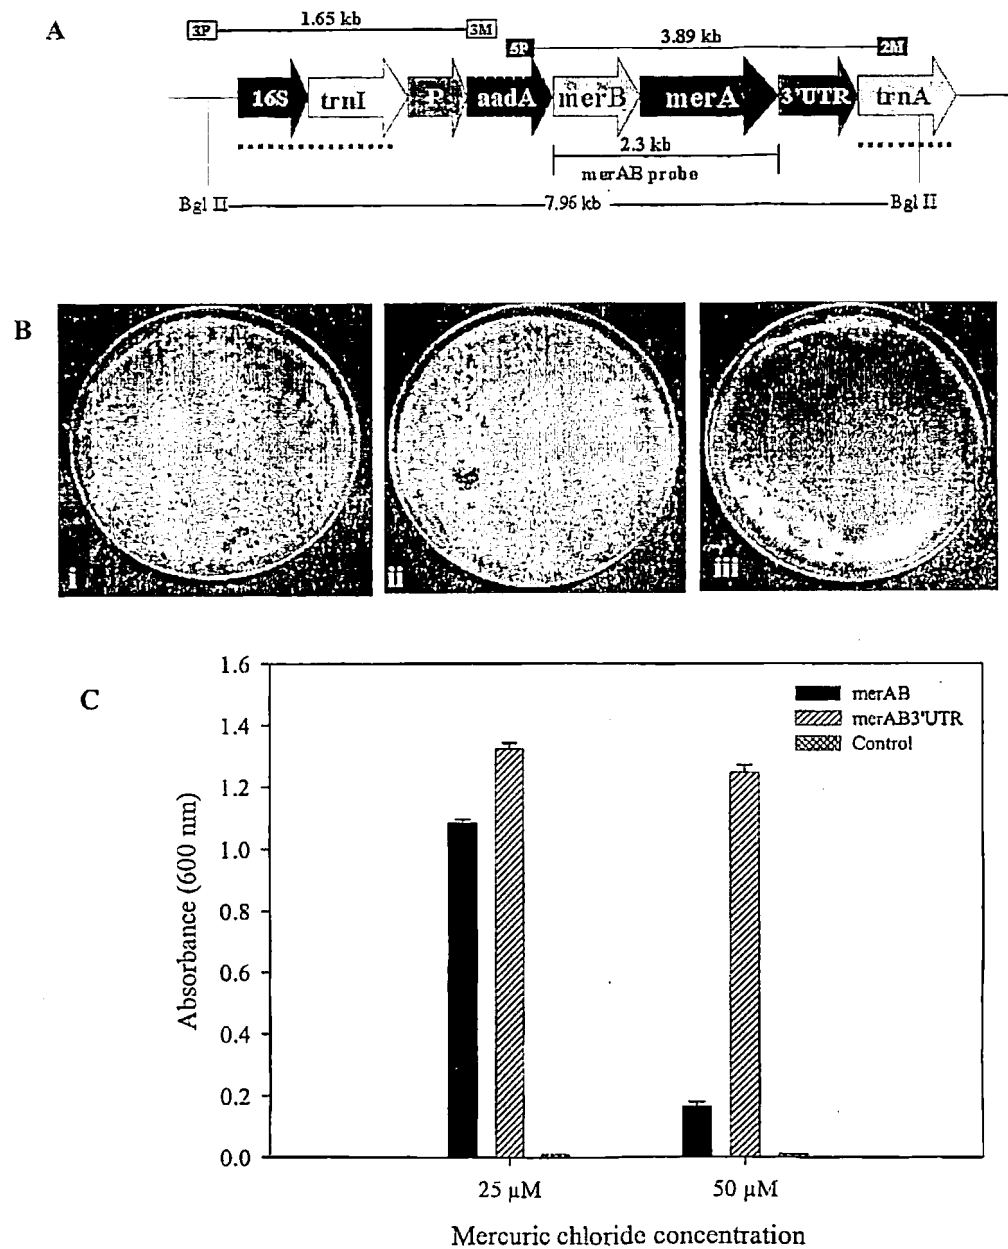 A
3P 1.65 kb 3M
5P 3.89 kb 2M
16S trnI P aadA merB merA 3'UTR trnA
2.3 kb
merAB probe
Bgl II 7.96 kb Bgl II
B
i ii iii
C
1.6
1.4
1.2
1.0
0.8
0.6
0.4
0.2
0.0
Absorbance (600 nm)
merAB
merAB3'UTR
Control
25 µM 50 µM
Mercuric chloride concentration